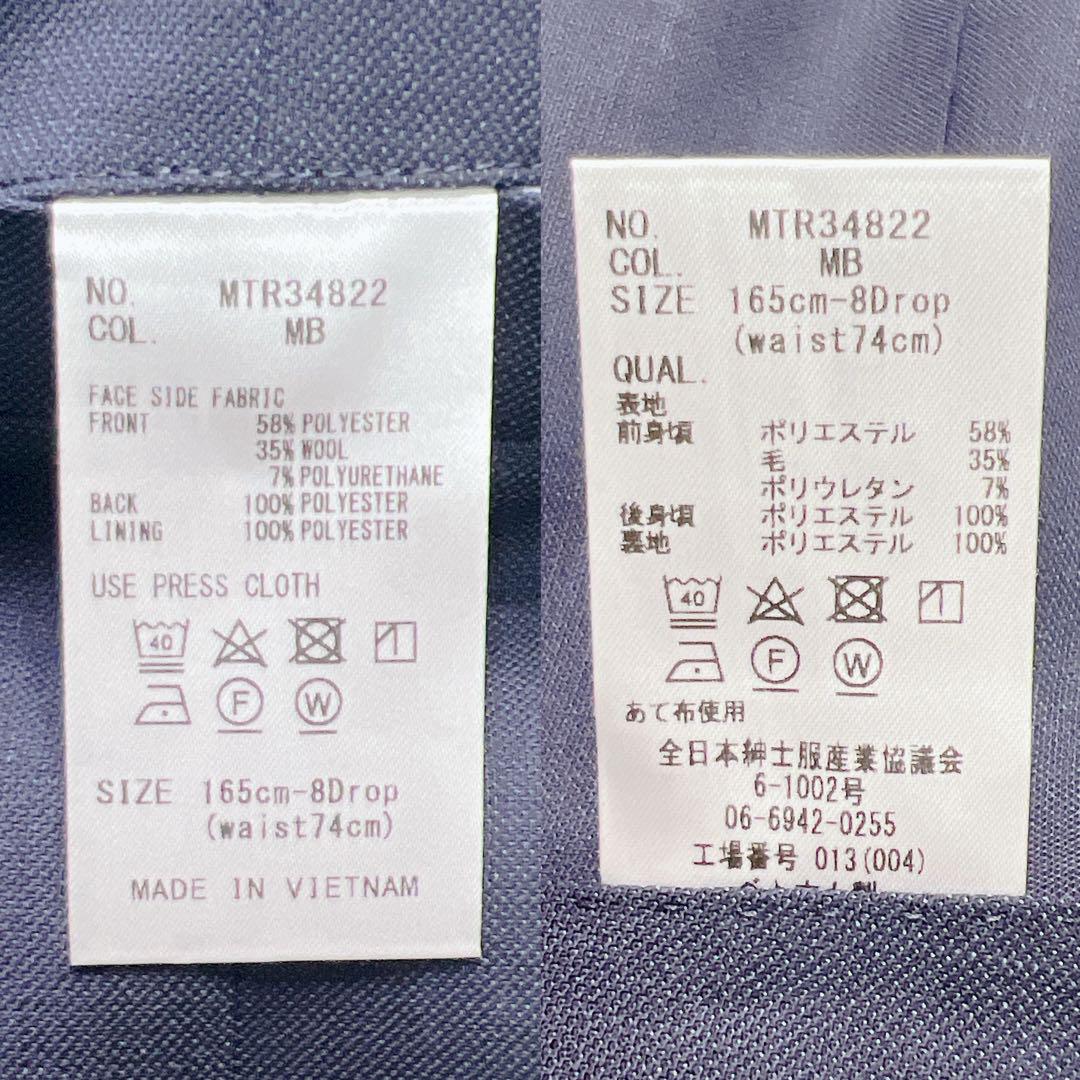 NO. MTR34822
COL. MB
FACE SIDE FABRIC
FRONT 58% POLYESTER
35% WOOL
7% POLYURETHANE
BACK 100% POLYESTER
LINING 100% POLYESTER
USE PRESS CLOTH
40
F W
SIZE 165cm-8Drop
(waist74cm)
MADE IN VIETNAM
NO. MTR34822
COL. MB
SIZE 165cm-8Drop
(waist74cm)
QUAL.
表地
前身頃 ポリエステル 58%
毛 35%
ポリウレタン 7%
後身頃 ポリエステル 100%
裏地 ポリエステル 100%
40
F W
あて布使用
全日本紳士服産業協議会
6-1002号
06-6942-0255
工場番号 013(004)